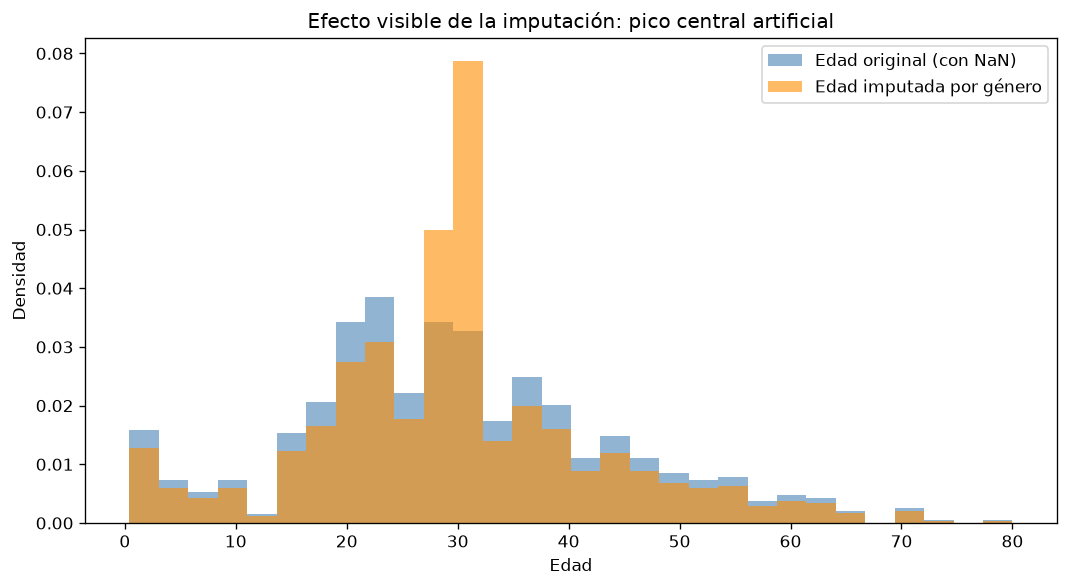 Efecto visible de la imputación: pico central artificial
Edad original (con NaN)
Edad imputada por género
0.08
0.07
0.06
0.05
0.04
0.03
0.02
0.01
0.00
Densidad
0 10 20 30 40 50 60 70 80
Edad